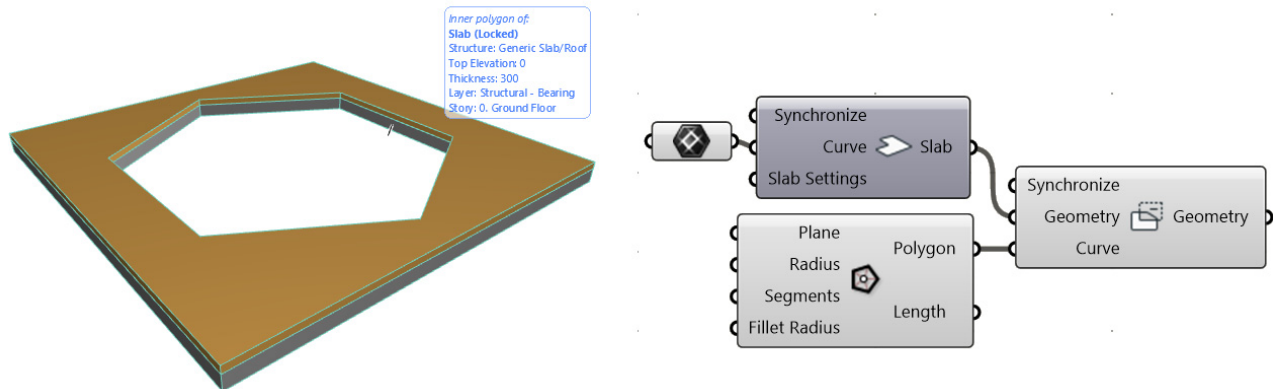 Inner polygon of:
Slab (Locked)
Structure: Generic Slab/Roof
Top Elevation: 0
Thickness: 300
Layer: Structural - Bearing
Story: 0. Ground Floor
Synchronize
Curve
Slab
Slab Settings
Synchronize
Geometry
Geometry
Curve
Plane
Polygon
Radius
Segments
Length
Fillet Radius